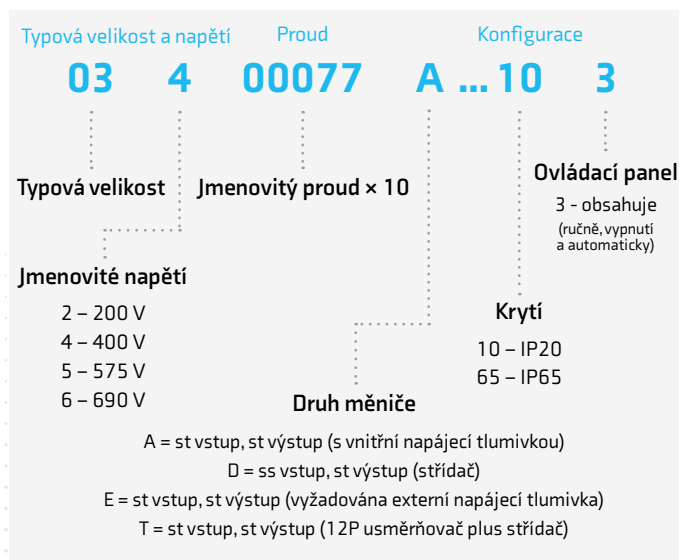 Typová velikost a napětí Proud Konfigurace
03 4 00077 A ... 10 3
Typová velikost Jmenovitý proud × 10 Ovládací panel
3 - obsahuje
(ručně, vypnutí
a automaticky)
Jmenovité napětí
2 – 200 V
4 – 400 V
5 – 575 V
6 – 690 V
Krytí
10 – IP20
65 – IP65
Druh měniče
A = st vstup, st výstup (s vnitřní napájecí tlumivkou)
D = ss vstup, st výstup (střídač)
E = st vstup, st výstup (vyžadována externí napájecí tlumivka)
T = st vstup, st výstup (12P usměrňovač plus střídač)